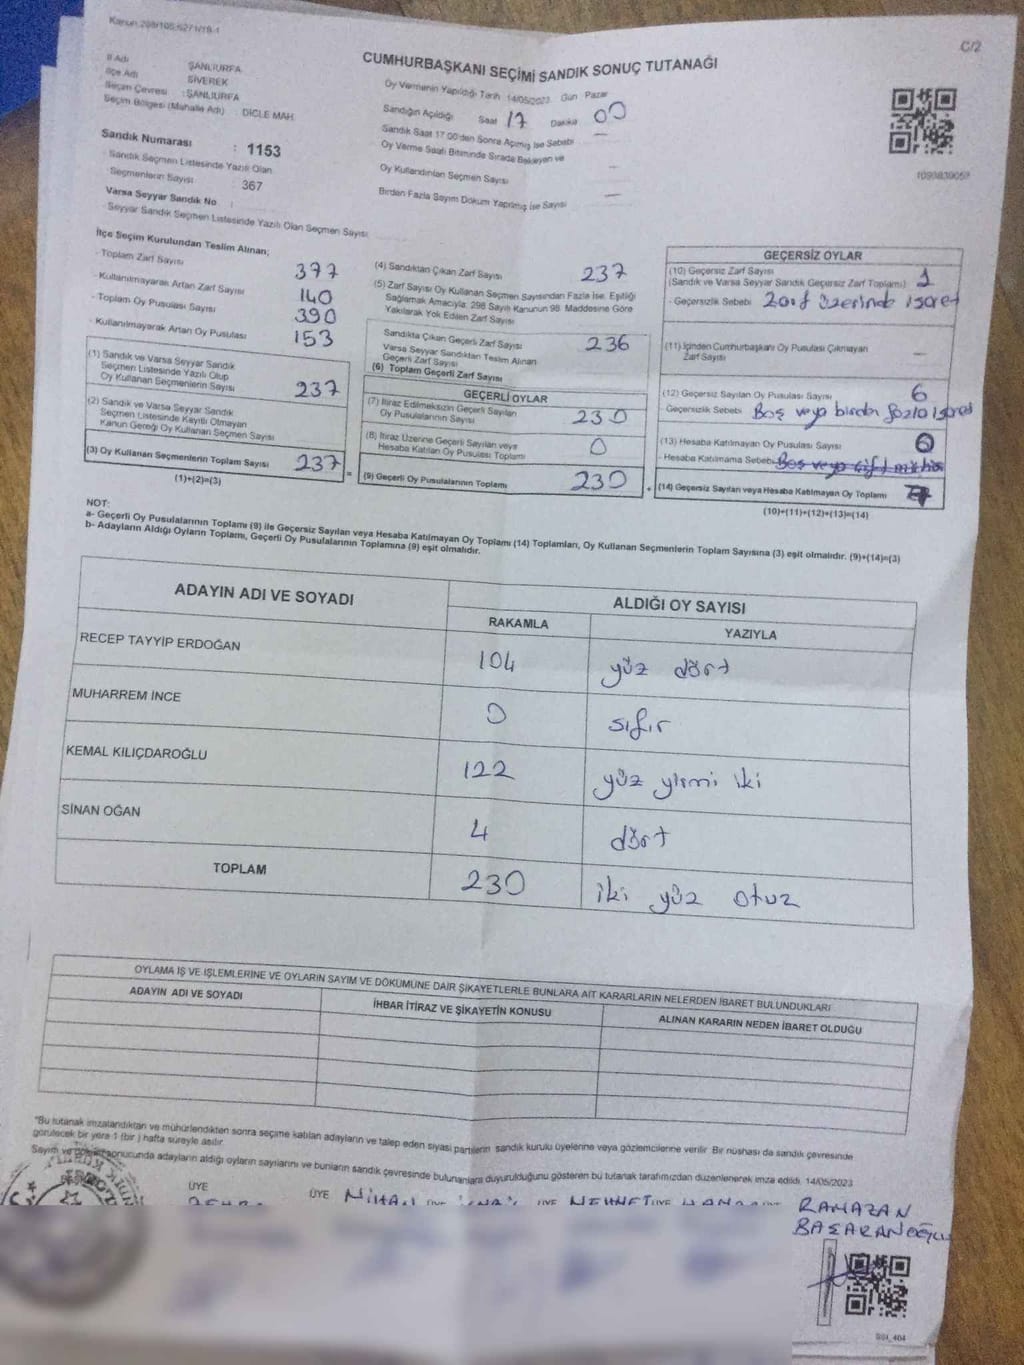 Kanun 298/105-6271/19-1
C/2
CUMHURBAŞKANI SEÇİMİ SANDIK SONUÇ TUTANAĞI
İl Adı ŞANLIURFA
İlçe Adı SİVEREK
Seçim Çevresi : ŞANLIURFA
Seçim Bölgesi (Mahalle Adı) : DİCLE MAH.
Oy Vermenin Yapıldığı Tarih 14/05/2023 Gün Pazar
Sandığın Açıldığı Saat 17 Dakika 00
Sandık Saat 17.00'den Sonra Açılmış İse Sebebi —
Oy Verme Saati Bitiminde Sırada Bekleyen ve
Oy Kullandırılan Seçmen Sayısı —
Birden Fazla Sayım Döküm Yapılmış İse Sayısı —
1093839057
Sandık Numarası : 1153
- Sandık Seçmen Listesinde Yazılı Olan
Seçmenlerin Sayısı : 367
Varsa Seyyar Sandık No :
- Seyyar Sandık Seçmen Listesinde Yazılı Olan Seçmen Sayısı:
İlçe Seçim Kurulundan Teslim Alınan;
- Toplam Zarf Sayısı 377
- Kullanılmayarak Artan Zarf Sayısı 140
- Toplam Oy Pusulası Sayısı 390
- Kullanılmayarak Artan Oy Pusulası 153
(1) Sandık ve Varsa Seyyar Sandık
Seçmen Listesinde Yazılı Olup
Oy Kullanan Seçmenlerin Sayısı 237
(2) Sandık ve Varsa Seyyar Sandık
Seçmen Listesinde Kayıtlı Olmayan
Kanun Gereği Oy Kullanan Seçmen Sayısı
(3) Oy Kullanan Seçmenlerin Toplam Sayısı 237
(1)+(2)=(3)
(4) Sandıktan Çıkan Zarf Sayısı 237
(5) Zarf Sayısı Oy Kullanan Seçmen Sayısından Fazla İse, Eşitliği
Sağlamak Amacıyla, 298 Sayılı Kanunun 98. Maddesine Göre
Yakılarak Yok Edilen Zarf Sayısı
Sandıkta Çıkan Geçerli Zarf Sayısı 236
Varsa Seyyar Sandıktan Teslim Alınan
Geçerli Zarf Sayısı
(6) Toplam Geçerli Zarf Sayısı
GEÇERLİ OYLAR
(7) İtiraz Edilmeksizin Geçerli Sayılan
Oy Pusulalarının Sayısı 230
(8) İtiraz Üzerine Geçerli Sayılan veya
Hesaba Katılan Oy Pusulası Toplamı 0
= (9) Geçerli Oy Pusulalarının Toplamı 230
GEÇERSİZ OYLAR
(10) Geçersiz Zarf Sayısı 1
(Sandık ve Varsa Seyyar Sandık Geçersiz Zarf Toplamı)
- Geçersizlik Sebebi Zarf üzerinde işaret
(11) İçinden Cumhurbaşkanı Oy Pusulası Çıkmayan
Zarf Sayısı —
(12) Geçersiz Sayılan Oy Pusulası Sayısı 6
- Geçersizlik Sebebi Boş veya birden fazla işaret
(13) Hesaba Katılmayan Oy Pusulası Sayısı 0
- Hesaba Katılmama Sebebi Boş veya çift mühür
+ (14) Geçersiz Sayılan veya Hesaba Katılmayan Oy Toplamı 7
(10)+(11)+(12)+(13)=(14)
NOT:
a- Geçerli Oy Pusulalarının Toplamı (9) ile Geçersiz Sayılan veya Hesaba Katılmayan Oy Toplamı (14) Toplamları, Oy Kullanan Seçmenlerin Toplam Sayısına (3) eşit olmalıdır. (9)+(14)=(3)
b- Adayların Aldığı Oyların Toplamı, Geçerli Oy Pusulalarının Toplamına (9) eşit olmalıdır.
ADAYIN ADI VE SOYADI ALDIĞI OY SAYISI
RAKAMLA YAZIYLA
RECEP TAYYİP ERDOĞAN 104 yüz dört
MUHARREM İNCE 0 sıfır
KEMAL KILIÇDAROĞLU 122 yüz yirmi iki
SİNAN OĞAN 4 dört
TOPLAM 230 iki yüz otuz
OYLAMA İŞ VE İŞLEMLERİNE VE OYLARIN SAYIM VE DÖKÜMÜNE DAİR ŞİKAYETLERLE BUNLARA AİT KARARLARIN NELERDEN İBARET BULUNDUKLARI
ADAYIN ADI VE SOYADI İHBAR İTİRAZ VE ŞİKAYETİN KONUSU ALINAN KARARIN NEDEN İBARET OLDUĞU
"Bu tutanak imzalandıktan ve mühürlendikten sonra seçime katılan adayların ve talep eden siyasi partilerin sandık kurulu üyelerine veya gözlemcilerine verilir. Bir nüshası da sandık çevresinde
görülecek bir yere 1 (bir) hafta süreyle asılır.
Sayım ve döküm sonucunda adayların aldığı oyların sayılarını ve bunların sandık çevresinde bulunanlara duyurulduğunu gösteren bu tutanak tarafımızdan düzenlenerek imza edildi. 14/05/2023
ÜYE ÜYE NİHAN ÜYE ÜYE MEHMET ÜYE RAMAZAN
BAŞARANOĞLU
S04_404